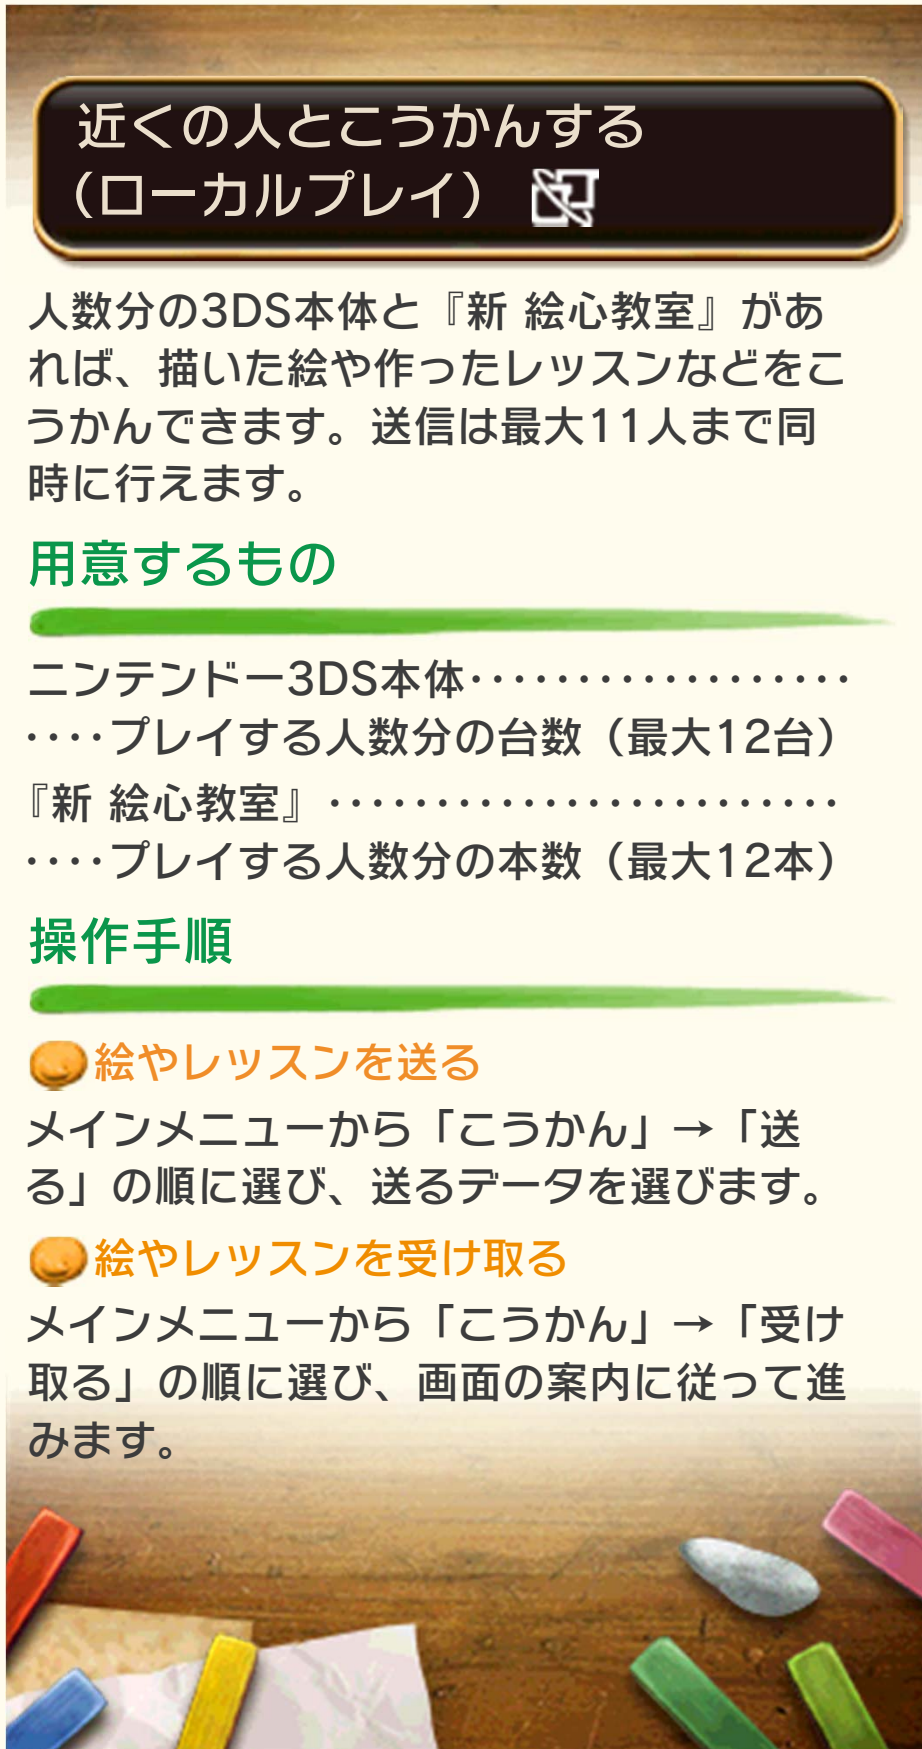 近くの人とこうかんする
（ローカルプレイ）
人数分の3DS本体と『新 絵心教室』があ
れば、描いた絵や作ったレッスンなどをこ
うかんできます。送信は最大11人まで同
時に行えます。
用意するもの
ニンテンドー3DS本体･･････････････････
････プレイする人数分の台数（最大12台）
『新 絵心教室』････････････････････････
････プレイする人数分の本数（最大12本）
操作手順
絵やレッスンを送る
メインメニューから「こうかん」→「送
る」の順に選び、送るデータを選びます。
絵やレッスンを受け取る
メインメニューから「こうかん」→「受け
取る」の順に選び、画面の案内に従って進
みます。